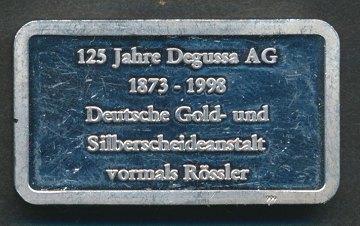 125 Jahre Degussa AG
1873 - 1998
Deutsche Gold- und
Silberscheideanstalt
vormals Rössler